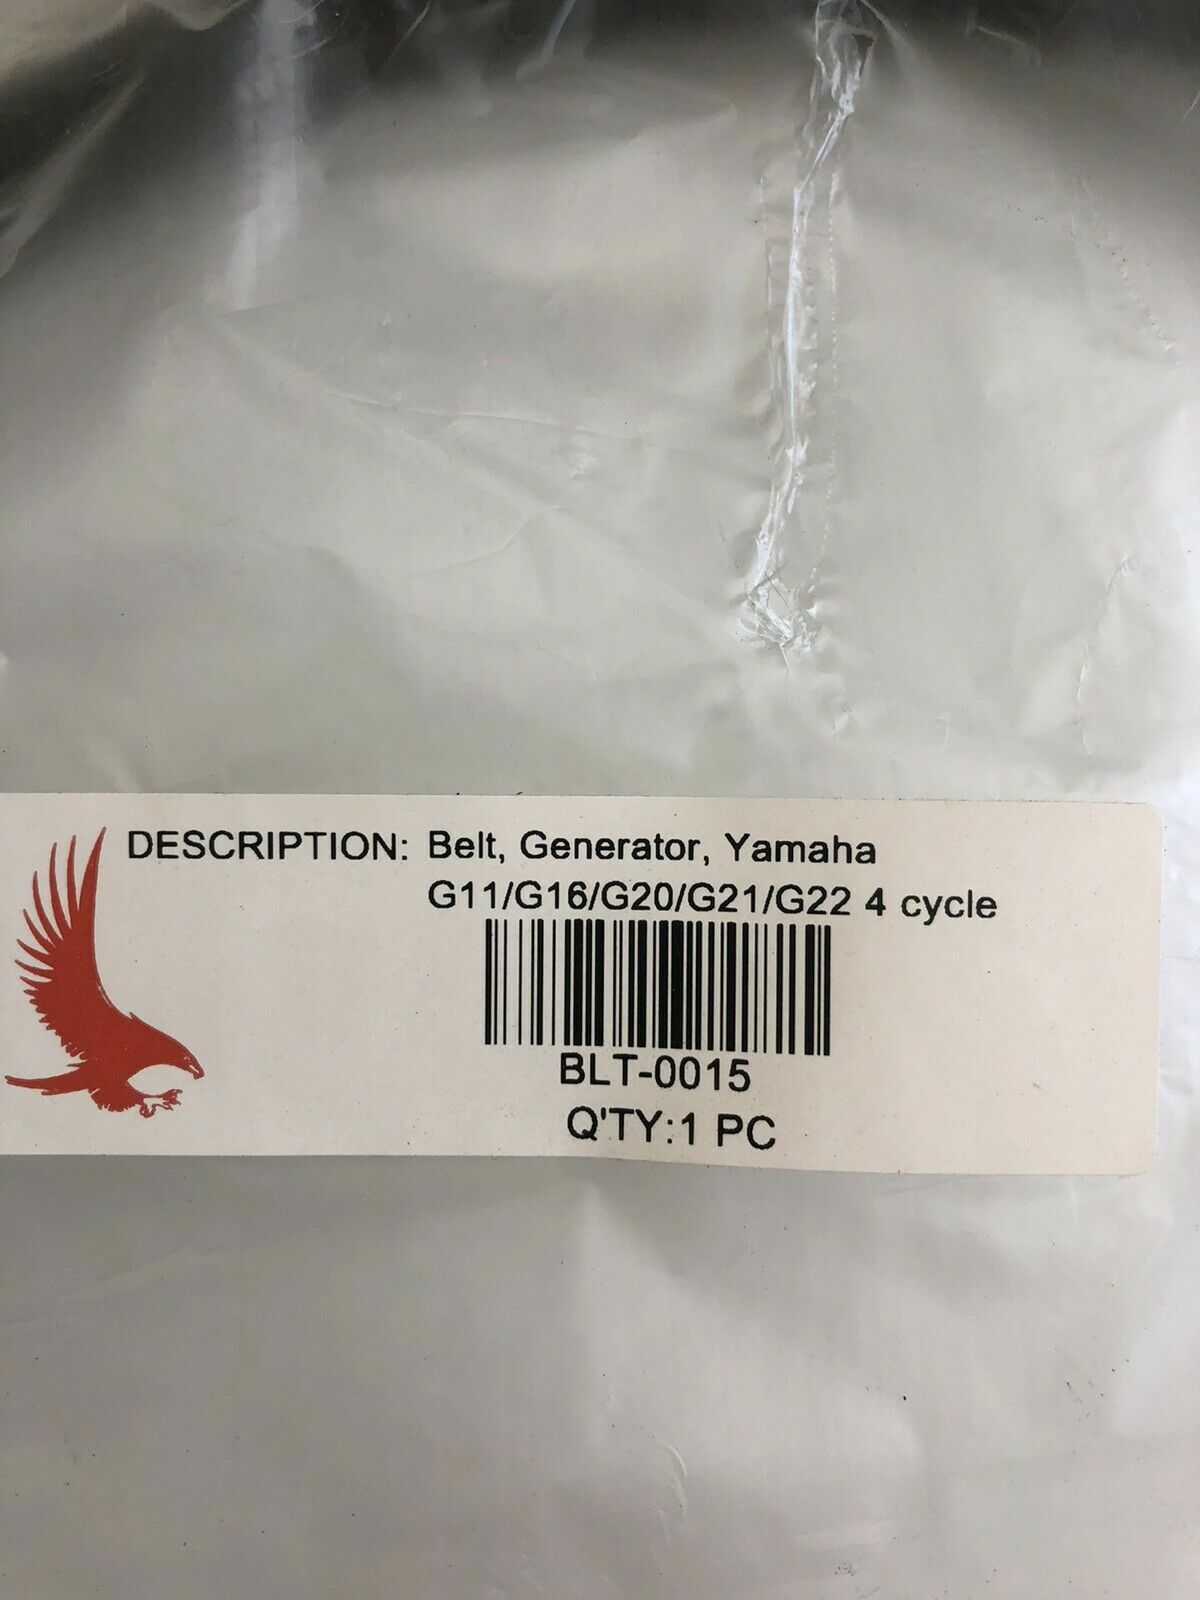 DESCRIPTION: Belt, Generator, Yamaha
G11/G16/G20/G21/G22 4 cycle
BLT-0015
Q'TY:1 PC